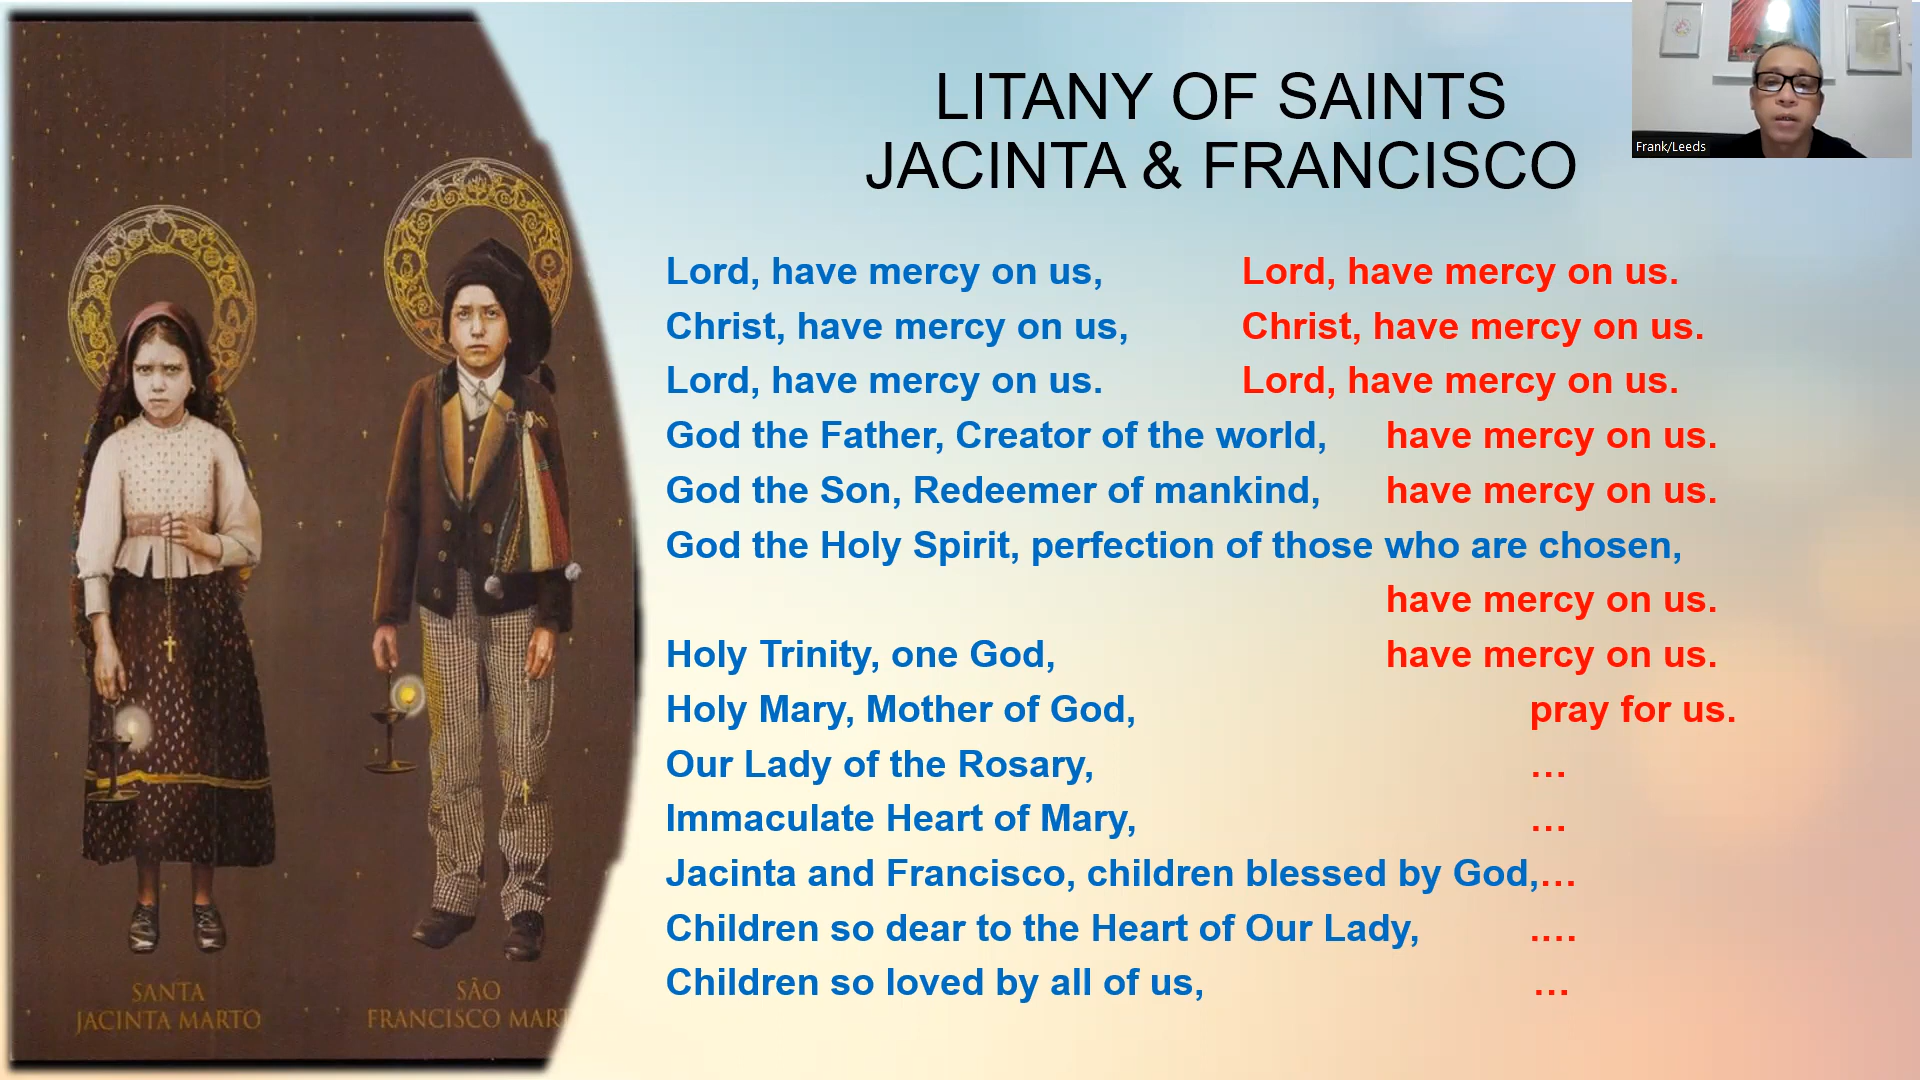 LITANY OF SAINTS
JACINTA & FRANCISCO
Frank/Leeds
Lord, have mercy on us, Lord, have mercy on us.
Christ, have mercy on us, Christ, have mercy on us.
Lord, have mercy on us. Lord, have mercy on us.
God the Father, Creator of the world, have mercy on us.
God the Son, Redeemer of mankind, have mercy on us.
God the Holy Spirit, perfection of those who are chosen,
have mercy on us.
Holy Trinity, one God, have mercy on us.
Holy Mary, Mother of God, pray for us.
Our Lady of the Rosary, …
Immaculate Heart of Mary, …
Jacinta and Francisco, children blessed by God,…
Children so dear to the Heart of Our Lady, ….
Children so loved by all of us, …
SANTA
JACINTA MARTO
SÃO
FRANCISCO MART